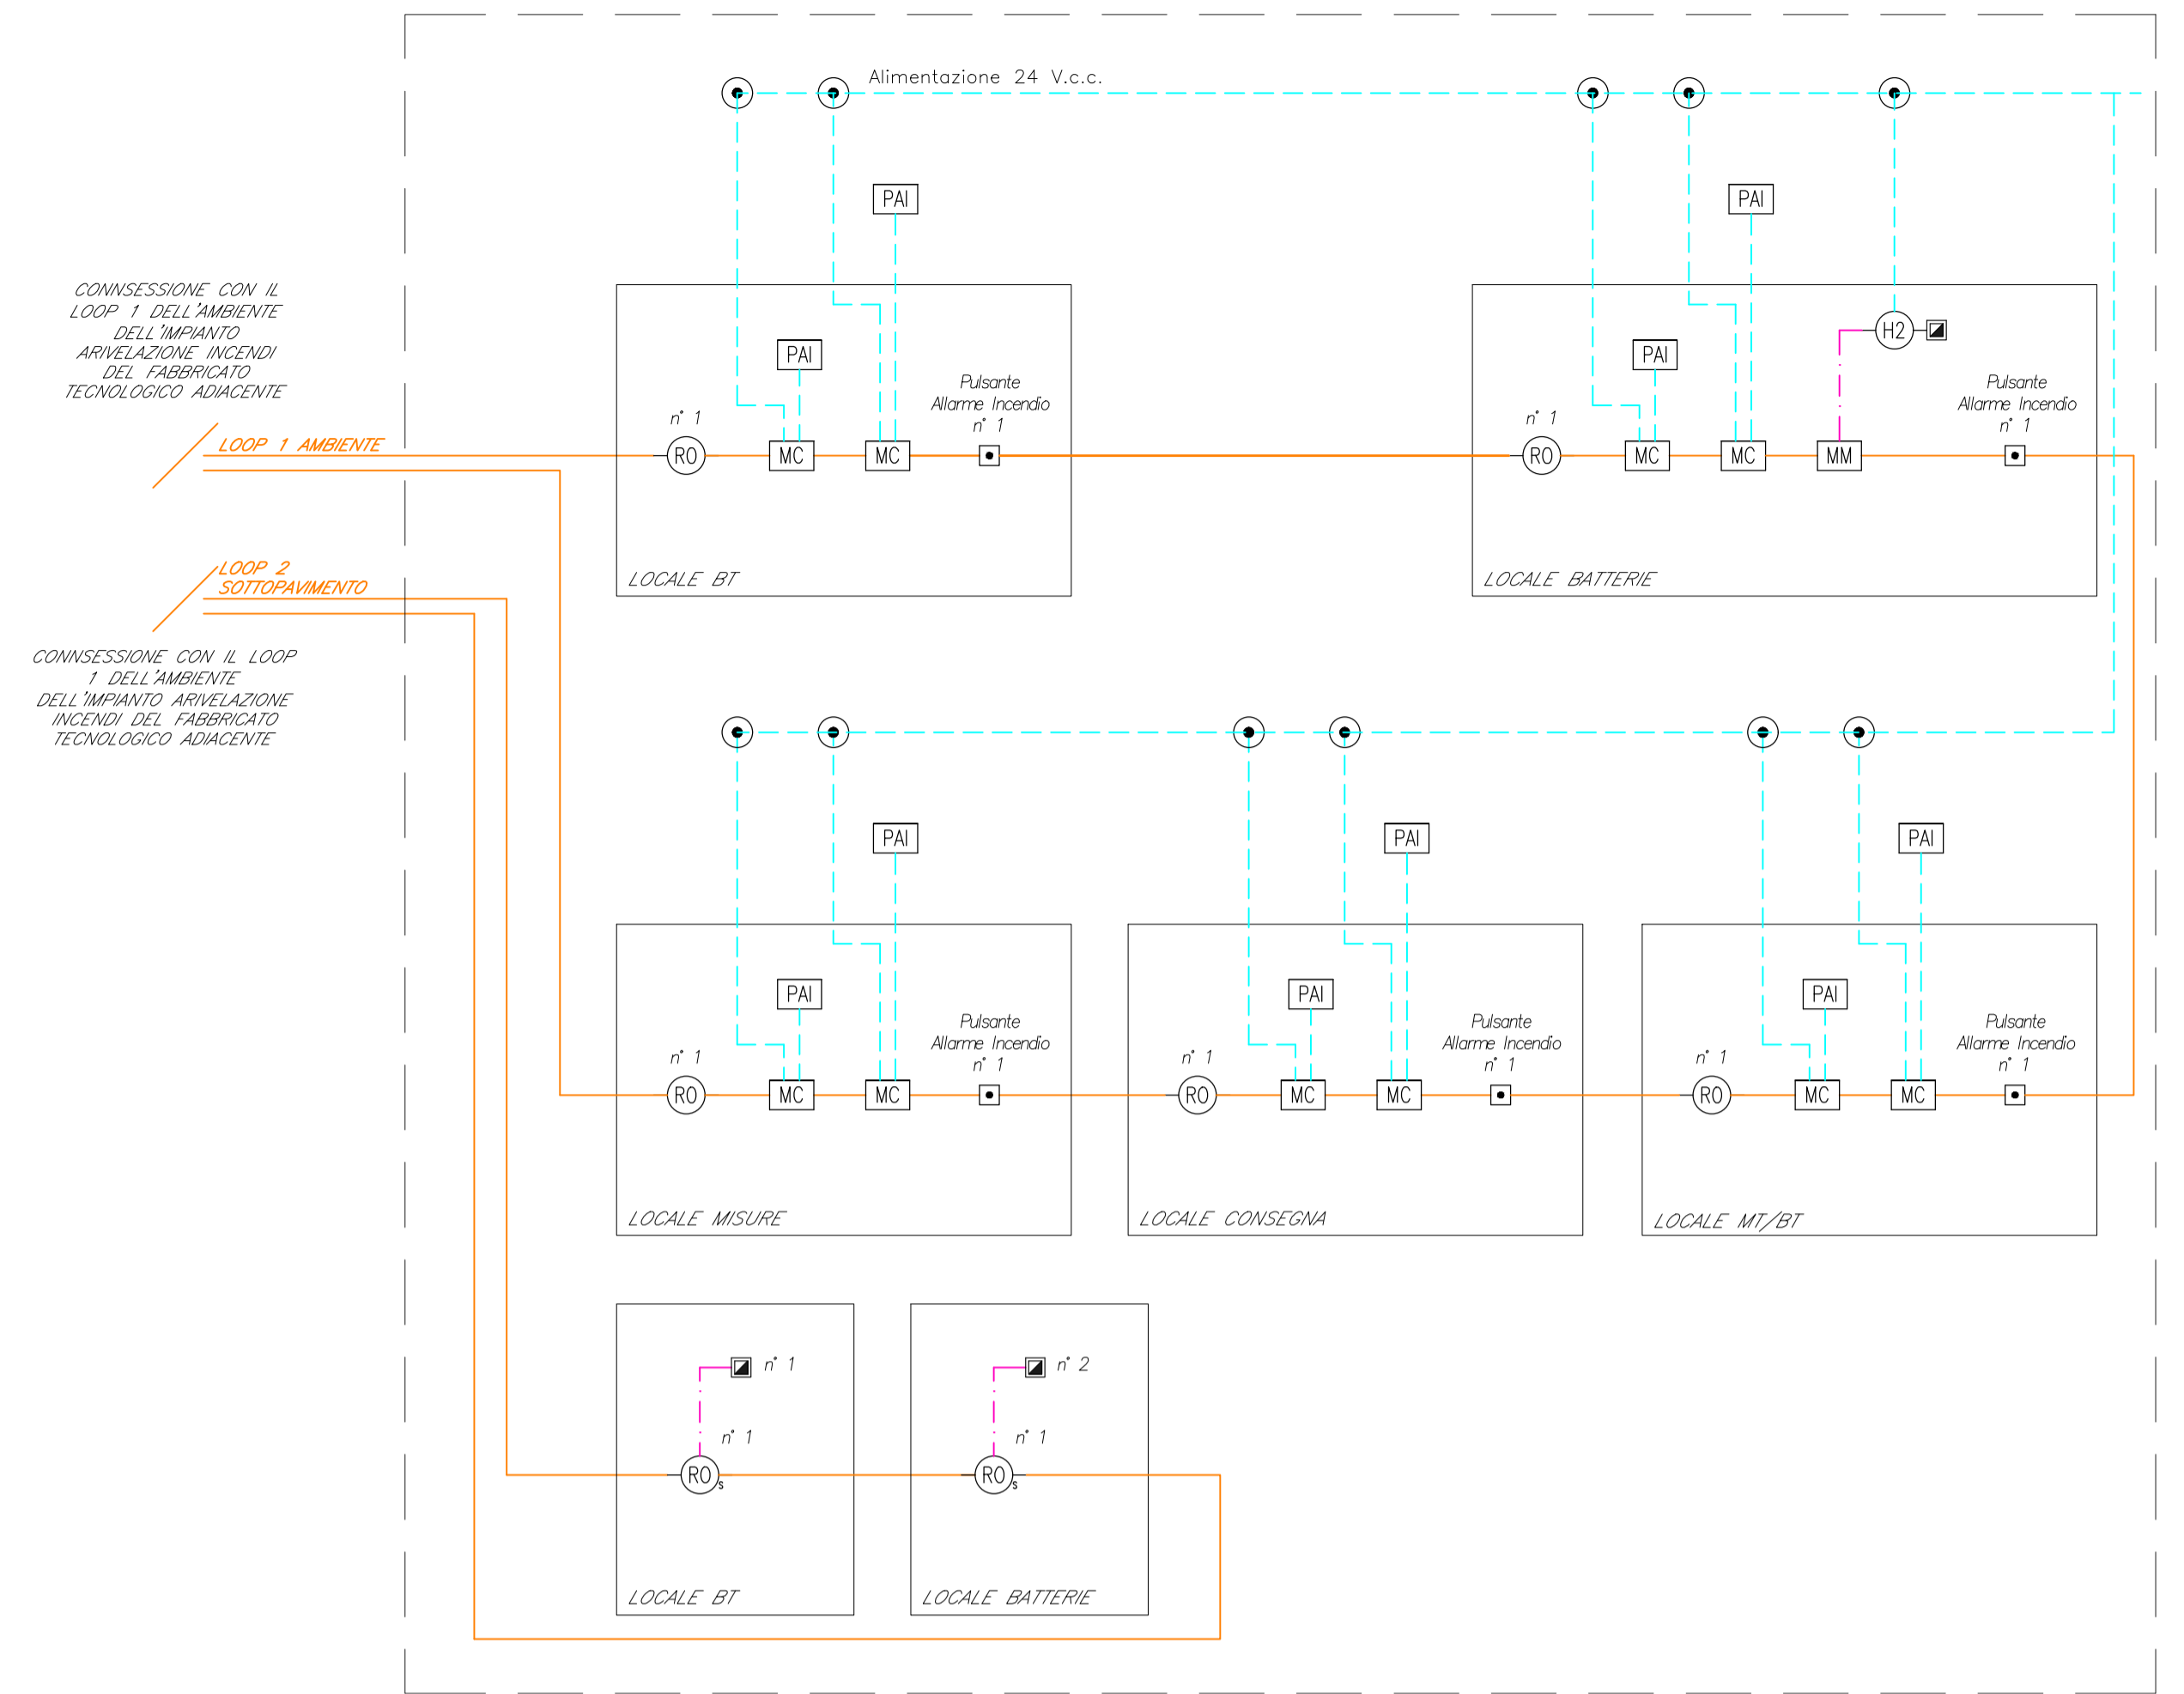 Alimentazione 24 V.c.c.
PAI
PAI
CONNSESSIONE CON IL
LOOP 1 DELL'AMBIENTE
DELL'IMPIANTO
ARIVELAZIONE INCENDI
DEL FABBRICATO
TECNOLOGICO ADIACENTE
LOOP 1 AMBIENTE
PAI
Pulsante
Allarme Incendio
n° 1
n° 1
RO
MC
MC
LOCALE BT
H2
PAI
Pulsante
Allarme Incendio
n° 1
n° 1
RO
MC
MC
MM
LOCALE BATTERIE
LOOP 2
SOTTOPAVIMENTO
CONNSESSIONE CON IL LOOP
1 DELL'AMBIENTE
DELL'IMPIANTO ARIVELAZIONE
INCENDI DEL FABBRICATO
TECNOLOGICO ADIACENTE
PAI
PAI
PAI
PAI
Pulsante
Allarme Incendio
n° 1
n° 1
RO
MC
MC
LOCALE MISURE
PAI
Pulsante
Allarme Incendio
n° 1
n° 1
RO
MC
MC
LOCALE CONSEGNA
PAI
Pulsante
Allarme Incendio
n° 1
n° 1
RO
MC
MC
LOCALE MT/BT
n° 1
n° 1
RO s
LOCALE BT
n° 2
n° 1
RO s
LOCALE BATTERIE